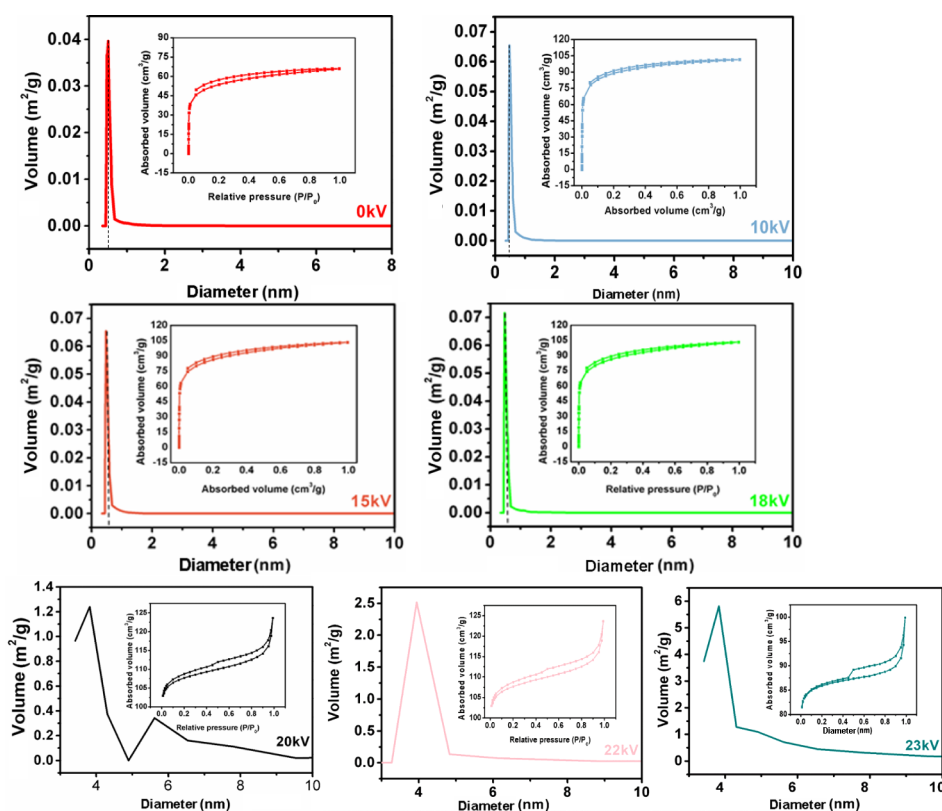 Volume (m²/g)
0.04
0.03
0.02
0.01
0.00
0 2 4 6 8
Diameter (nm)
0kV
Absorbed volume (cm³/g)
90
75
60
45
30
15
0
-15
0.0 0.2 0.4 0.6 0.8 1.0
Relative pressure (P/P₀)
Volume (m²/g)
0.07
0.06
0.05
0.04
0.03
0.02
0.01
0.00
0 2 4 6 8 10
Diameter (nm)
10kV
Absorbed volume (cm³/g)
120
105
90
75
60
45
30
15
0
-15
0.0 0.2 0.4 0.6 0.8 1.0
Absorbed volume (cm³/g)
Volume (m²/g)
0.07
0.06
0.05
0.04
0.03
0.02
0.01
0.00
0 2 4 6 8 10
Diameter (nm)
15kV
Absorbed volume (cm³/g)
120
105
90
75
60
45
30
15
0
-15
0.0 0.2 0.4 0.6 0.8 1.0
Absorbed volume (cm³/g)
Volume (m²/g)
0.07
0.06
0.05
0.04
0.03
0.02
0.01
0.00
0 2 4 6 8 10
Diameter (nm)
18kV
Absorbed volume (cm³/g)
120
105
90
75
60
45
30
15
0
-15
0.0 0.2 0.4 0.6 0.8 1.0
Relative pressure (P/P₀)
Volume (m²/g)
1.4
1.2
1.0
0.8
0.6
0.4
0.2
0.0
4 6 8 10
Diameter (nm)
20kV
Absorbed volume (cm³/g)
125
120
115
110
105
100
0.0 0.2 0.4 0.6 0.8 1.0
Relative pressure (P/P₀)
Volume (m²/g)
2.5
2.0
1.5
1.0
0.5
0.0
4 6 8 10
Diameter (nm)
22kV
Absorbed volume (cm³/g)
125
120
115
110
105
100
0.0 0.2 0.4 0.6 0.8 1.0
Relative pressure (P/P₀)
Volume (m²/g)
6
5
4
3
2
1
0
4 6 8 10
Diameter (nm)
23kV
Absorbed volume (cm³/g)
100
95
90
85
80
0.0 0.2 0.4 0.6 0.8 1.0
Diameter (nm)